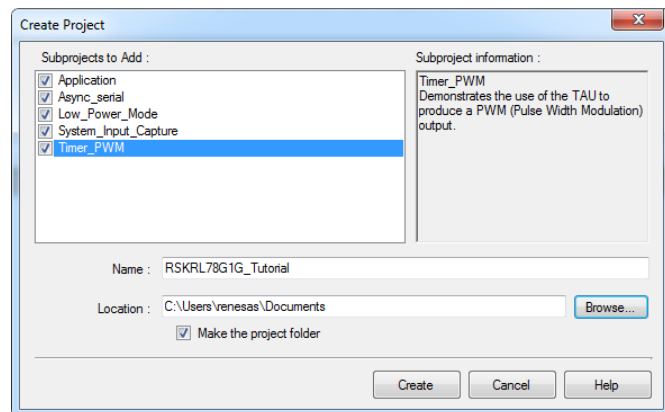 Create Project
Subprojects to Add :
Application
Async_serial
Low_Power_Mode
System_Input_Capture
Timer_PWM
Subproject information :
Timer_PWM
Demonstrates the use of the TAU to
produce a PWM (Pulse Width Modulation)
output.
Name : RSKRL78G1G_Tutorial
Location : C:\Users\renesas\Documents Browse...
Make the project folder
Create Cancel Help